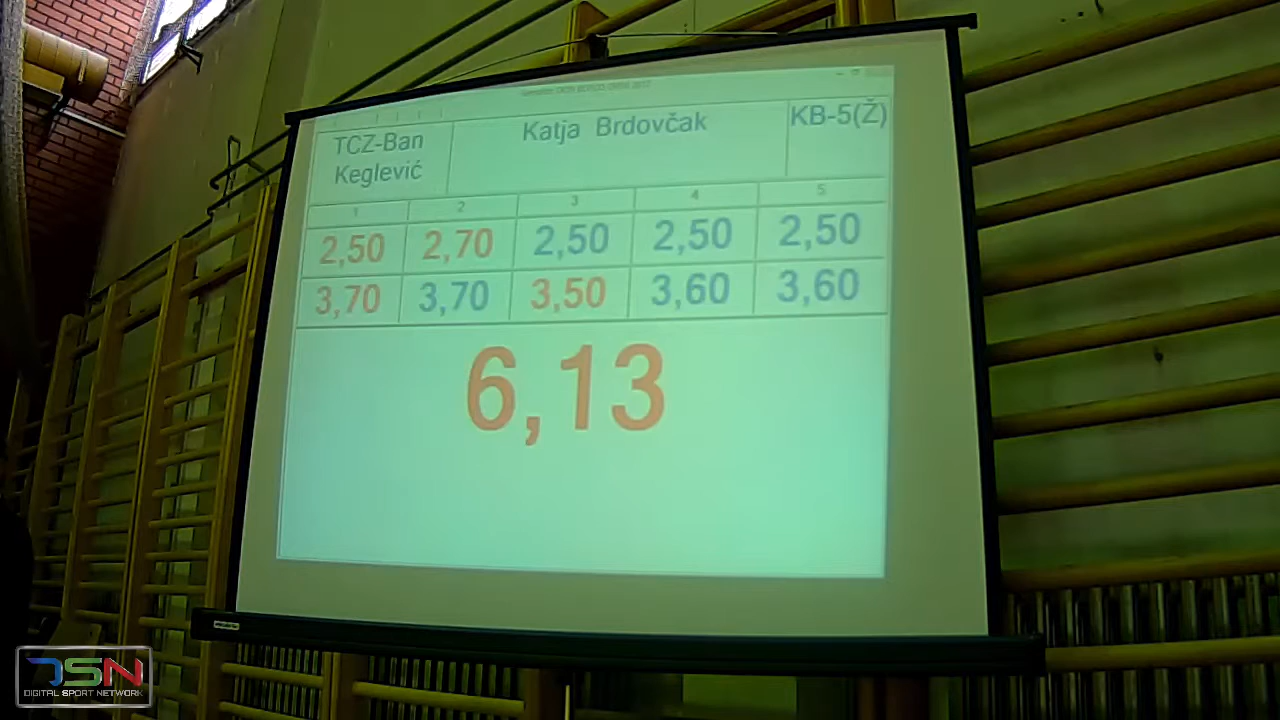 TCZ-Ban
Keglević
Katja Brdovčak
KB-5(Ž)
1 2 3 4 5
2,50 2,70 2,50 2,50 2,50
3,70 3,70 3,50 3,60 3,60
6,13
DSN
DIGITAL SPORT NETWORK